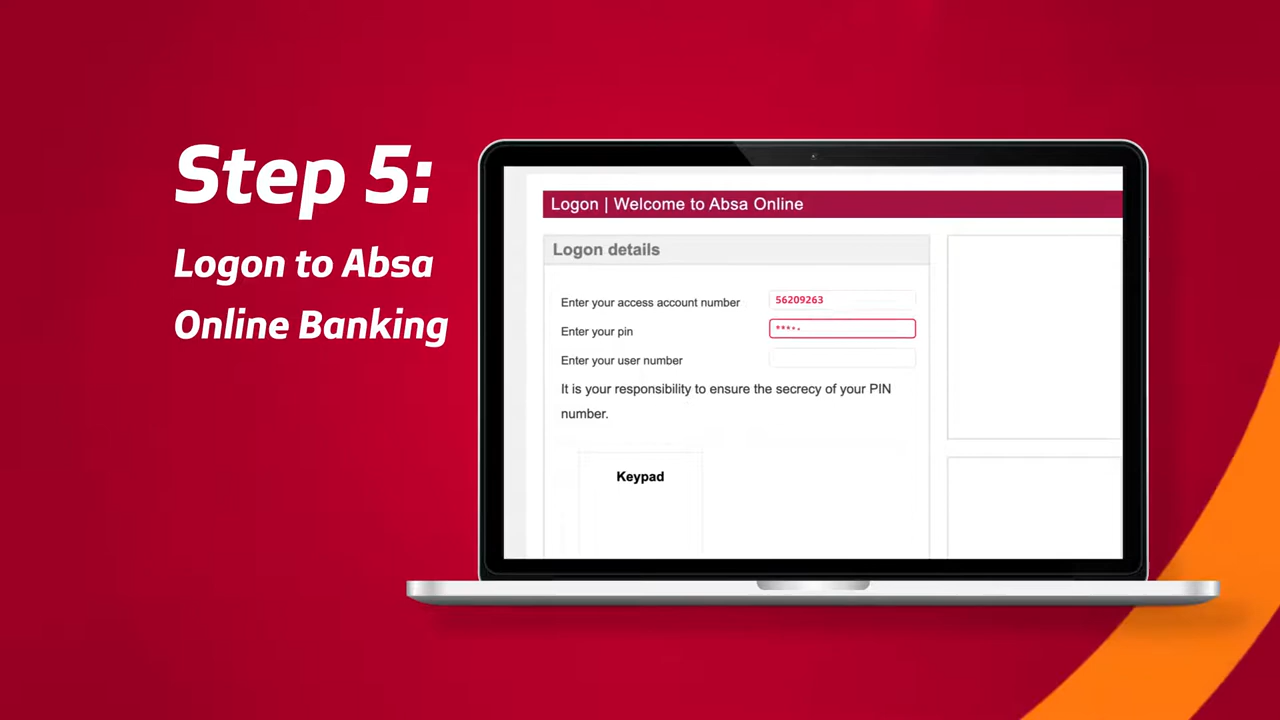 Step 5:
Logon to Absa
Online Banking
Logon | Welcome to Absa Online
Logon details
Enter your access account number
56209263
Enter your pin
*****
Enter your user number
It is your responsibility to ensure the secrecy of your PIN
number.
Keypad